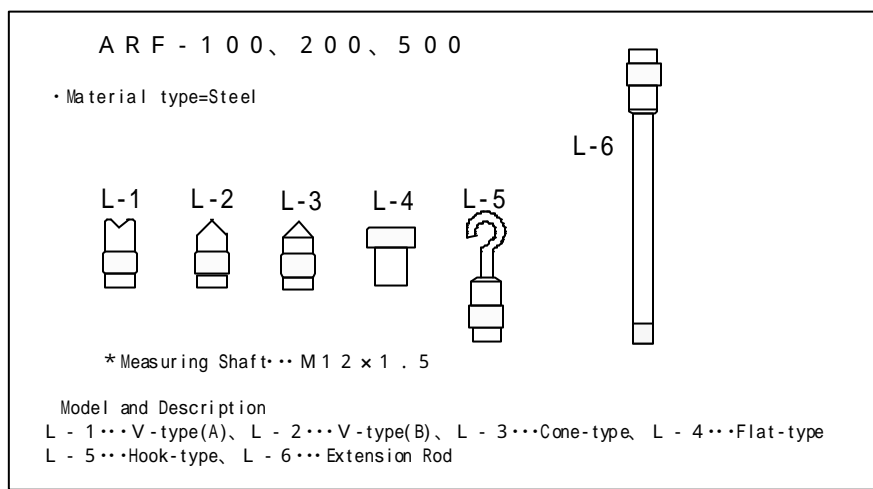 ARF-100、200、500
・Material type=Steel
L-6
L-1 L-2 L-3 L-4 L-5
*Measuring Shaft･･･M12×1.5
Model and Description
L-1･･･V-type(A)、L-2･･･V-type(B)、L-3･･･Cone-type、L-4･･･Flat-type
L-5･･･Hook-type、L-6･･･Extension Rod